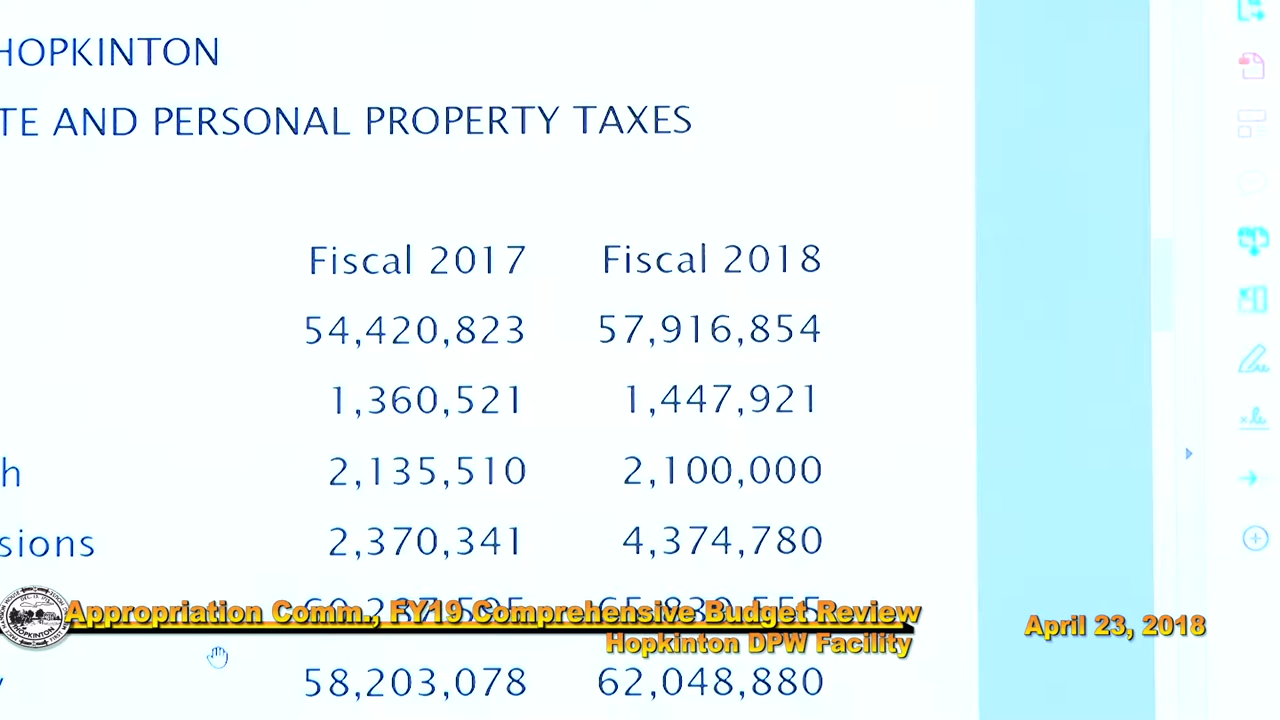 HOPKINTON
TE AND PERSONAL PROPERTY TAXES
Fiscal 2017 Fiscal 2018
54,420,823 57,916,854
1,360,521 1,447,921
h 2,135,510 2,100,000
sions 2,370,341 4,374,780
Appropriation Comm., FY19 Comprehensive Budget Review
Hopkinton DPW Facility
April 23, 2018
58,203,078 62,048,880